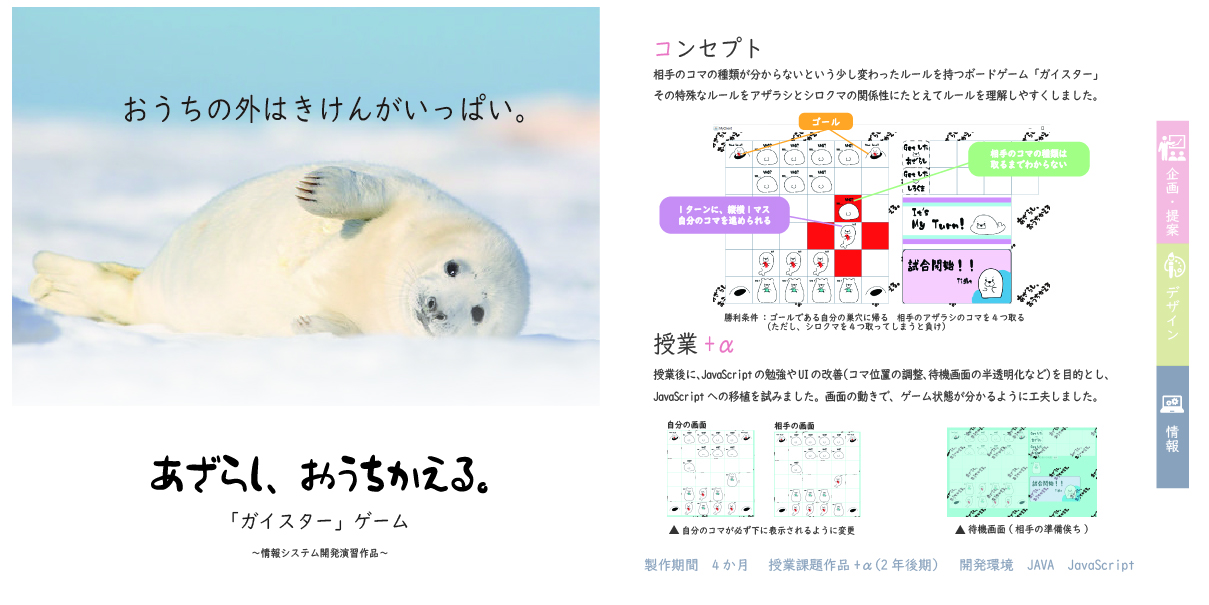 おうちの外はきけんがいっぱい。
あざらし、おうちかえる。
「ガイスター」ゲーム
～情報システム開発演習作品～
コンセプト
相手のコマの種類が分からないという少し変わったルールを持つボードゲーム「ガイスター」
その特殊なルールをアザラシとシロクマの関係性にたとえてルールを理解しやすくしました。
ゴール
相手のコマの種類は
取るまでわからない
1ターンに、縦横1マス
自分のコマを進められる
Getした
あざらし
Getした
しろくま
It's
My Turn!
試合開始！！
勝利条件：ゴールである自分の巣穴に帰る　相手のアザラシのコマを４つ取る
（ただし、シロクマを４つ取ってしまうと負け）
授業+α
授業後に、JavaScriptの勉強やUIの改善(コマ位置の調整、待機画面の半透明化など)を目的とし、
JavaScriptへの移植を試みました。画面の動きで、ゲーム状態が分かるように工夫しました。
自分の画面
相手の画面
試合開始！！
▲自分のコマが必ず下に表示されるように変更
▲待機画面(相手の準備俟ち)
製作期間　4か月　授業課題作品+α(2年後期)　開発環境　JAVA　JavaScript
企画・提案
デザイン
情報